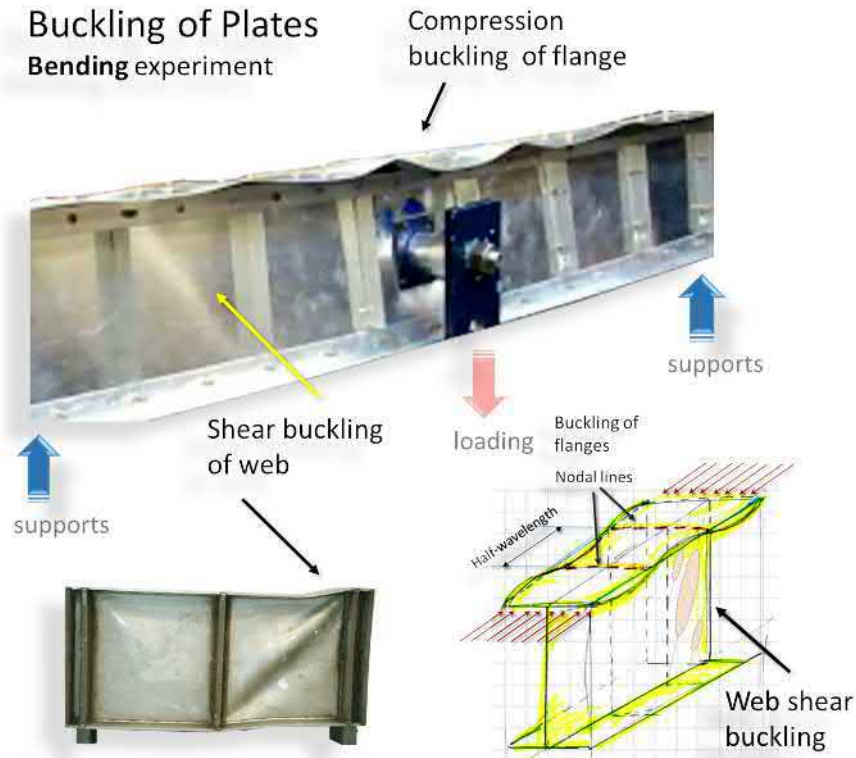 Buckling of Plates
Bending experiment
Compression
buckling of flange
supports
Shear buckling
of web
loading
supports
Buckling of
flanges
Nodal lines
Half-wavelength
Web shear
buckling